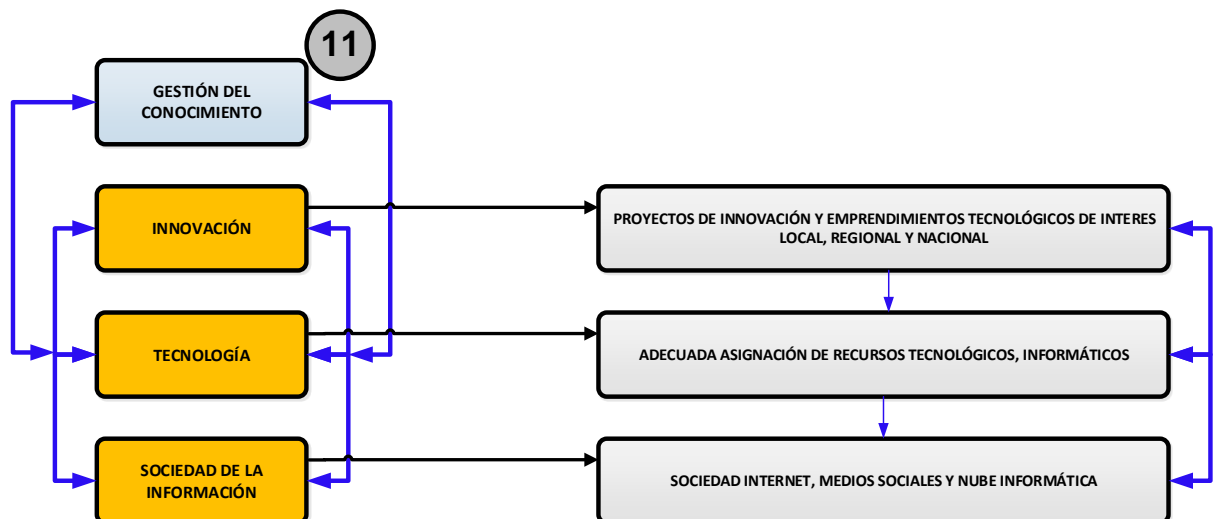 11
GESTIÓN DEL
CONOCIMIENTO
INNOVACIÓN
PROYECTOS DE INNOVACIÓN Y EMPRENDIMIENTOS TECNOLÓGICOS DE INTERES
LOCAL, REGIONAL Y NACIONAL
TECNOLOGÍA
ADECUADA ASIGNACIÓN DE RECURSOS TECNOLÓGICOS, INFORMÁTICOS
SOCIEDAD DE LA
INFORMACIÓN
SOCIEDAD INTERNET, MEDIOS SOCIALES Y NUBE INFORMÁTICA